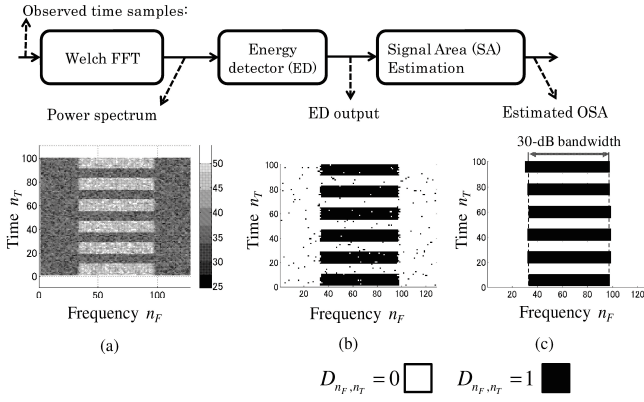 Observed time samples:
Welch FFT
Energy
detector (ED)
Signal Area (SA)
Estimation
Power spectrum
ED output
Estimated OSA
30-dB bandwidth
100
80
60
40
20
0
Time n_T
0
50
100
Frequency n_F
50
45
40
35
30
25
(a)
100
80
60
40
20
0
Time n_T
20
40
60
80
100
120
Frequency n_F
(b)
100
80
60
40
20
0
Time n_T
20
40
60
80
100
120
Frequency n_F
(c)
D_{n_F,n_T} = 0
D_{n_F,n_T} = 1